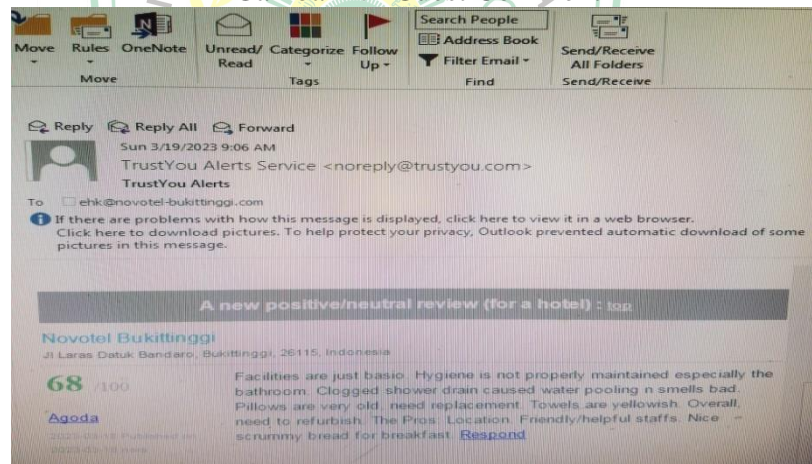 Search People
Move Rules OneNote Unread/ Categorize Follow Address Book Send/Receive
Read Up Filter Email All Folders
Move Tags Find Send/Receive
Reply Reply All Forward
Sun 3/19/2023 9:06 AM
TrustYou Alerts Service <noreply@trustyou.com>
TrustYou Alerts
To ehk@novotel-bukittinggi.com
If there are problems with how this message is displayed, click here to view it in a web browser.
Click here to download pictures. To help protect your privacy, Outlook prevented automatic download of some
pictures in this message.
A new positive/neutral review (for a hotel) : top
Novotel Bukittinggi
Jl Laras Datuk Bandaro, Bukittinggi, 26115, Indonesia
68 /100
Facilities are just basic. Hygiene is not properly maintained especially the
bathroom. Clogged shower drain caused water pooling n smells bad.
Pillows are very old, need replacement. Towels are yellowish. Overall,
need to refurbish. The Pros. Location. Friendly/helpful staffs. Nice
scrummy bread for breakfast. Respond
Agoda